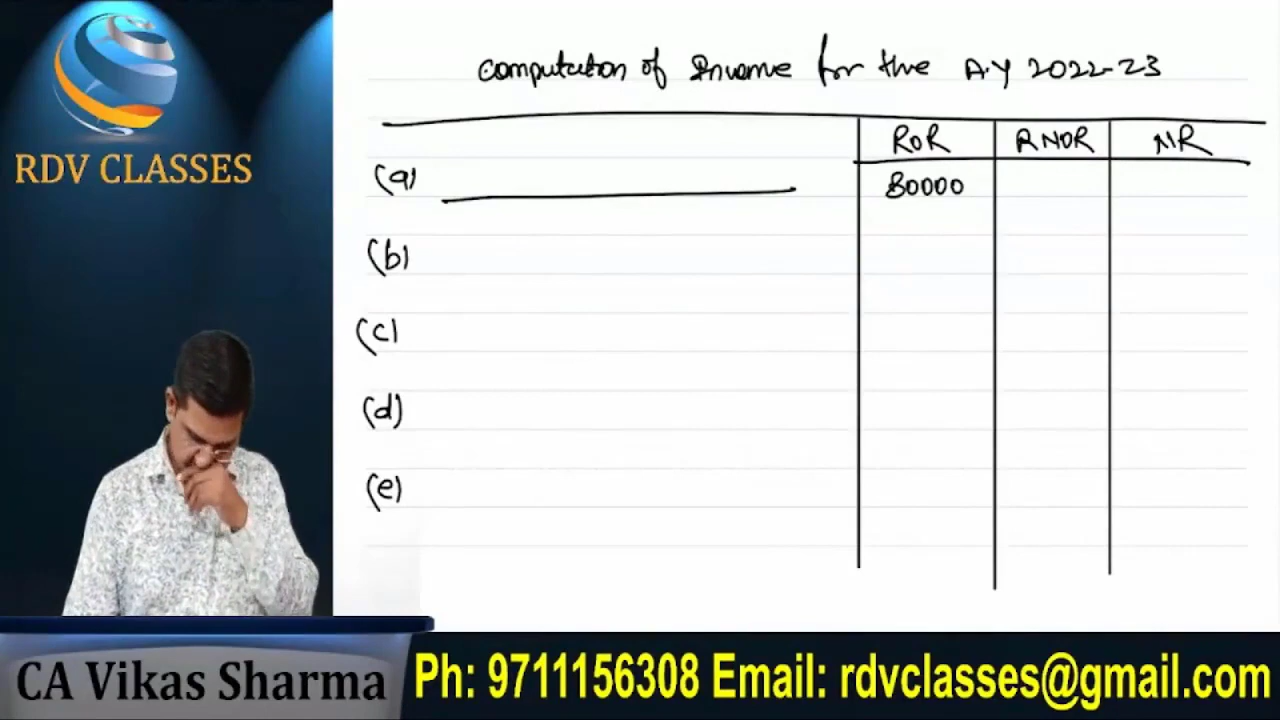 RDV CLASSES
Computation of Income for the A.Y 2022-23
ROR RNOR NR
(a) 80000
(b)
(c)
(d)
(e)
CA Vikas Sharma
Ph: 9711156308 Email: rdvclasses@gmail.com